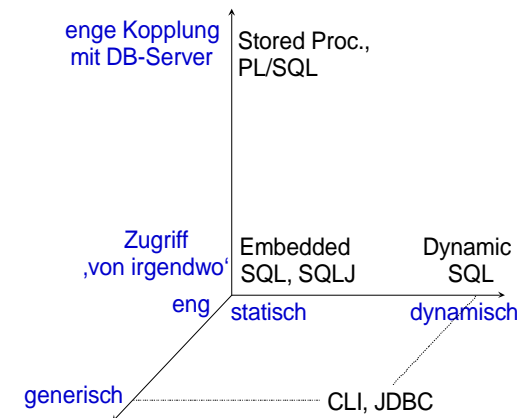 enge Kopplung
mit DB-Server
Stored Proc.,
PL/SQL
Zugriff
‚von irgendwo‘
Embedded
SQL, SQLJ
Dynamic
SQL
eng
statisch
dynamisch
generisch
CLI, JDBC